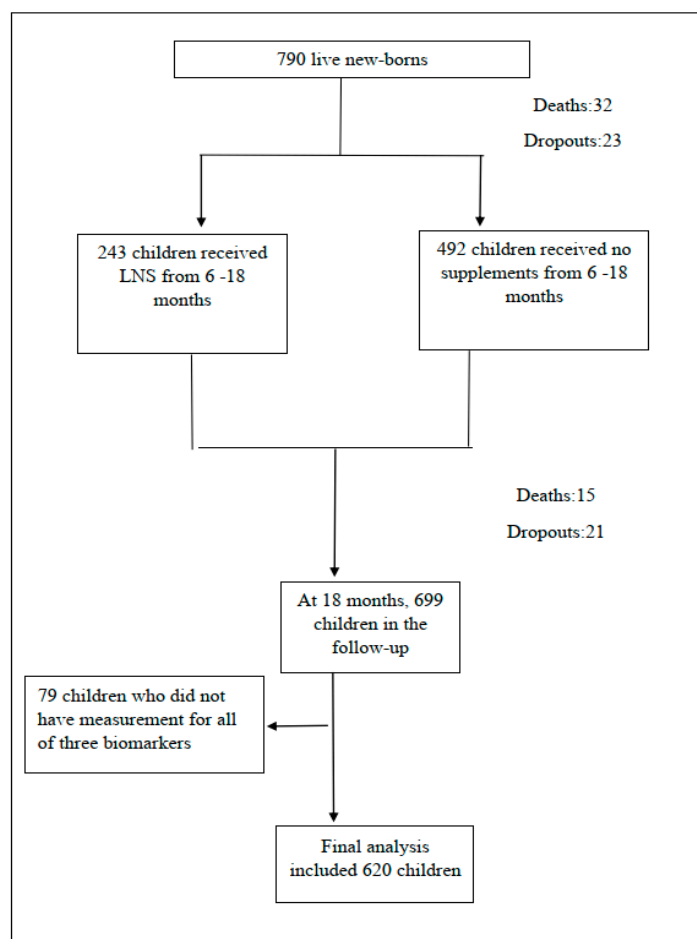 790 live new-borns
Deaths:32
Dropouts:23
243 children received
LNS from 6 -18
months
492 children received no
supplements from 6 -18
months
Deaths:15
Dropouts:21
At 18 months, 699
children in the
follow-up
79 children who did not
have measurement for all
of three biomarkers
Final analysis
included 620 children